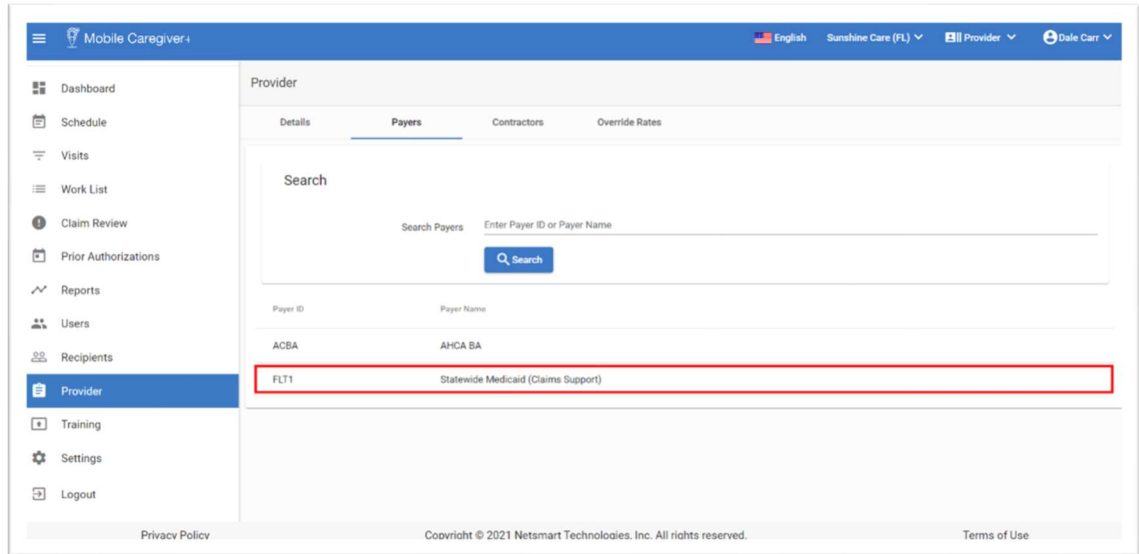 Mobile Caregiver+ English Sunshine Care (FL) Provider Dale Carr
Dashboard
Schedule
Visits
Work List
Claim Review
Prior Authorizations
Reports
Users
Recipients
Provider
Training
Settings
Logout
Provider
Details Payers Contractors Override Rates
Search
Search Payers Enter Payer ID or Payer Name
Search
Payer ID Payer Name
ACBA AHCA BA
FLT1 Statewide Medicaid (Claims Support)
Privacy Policy Copyright © 2021 Netsmart Technologies, Inc. All rights reserved. Terms of Use